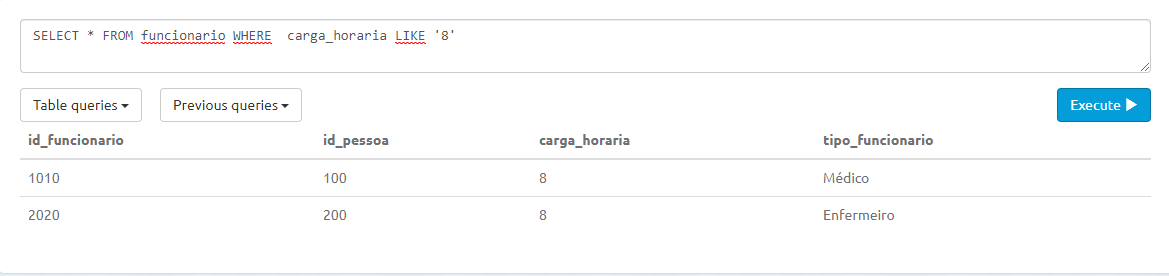 SELECT * FROM funcionario WHERE  carga_horaria LIKE '8'
Table queries Previous queries Execute
id_funcionario id_pessoa carga_horaria tipo_funcionario
1010 100 8 Médico
2020 200 8 Enfermeiro